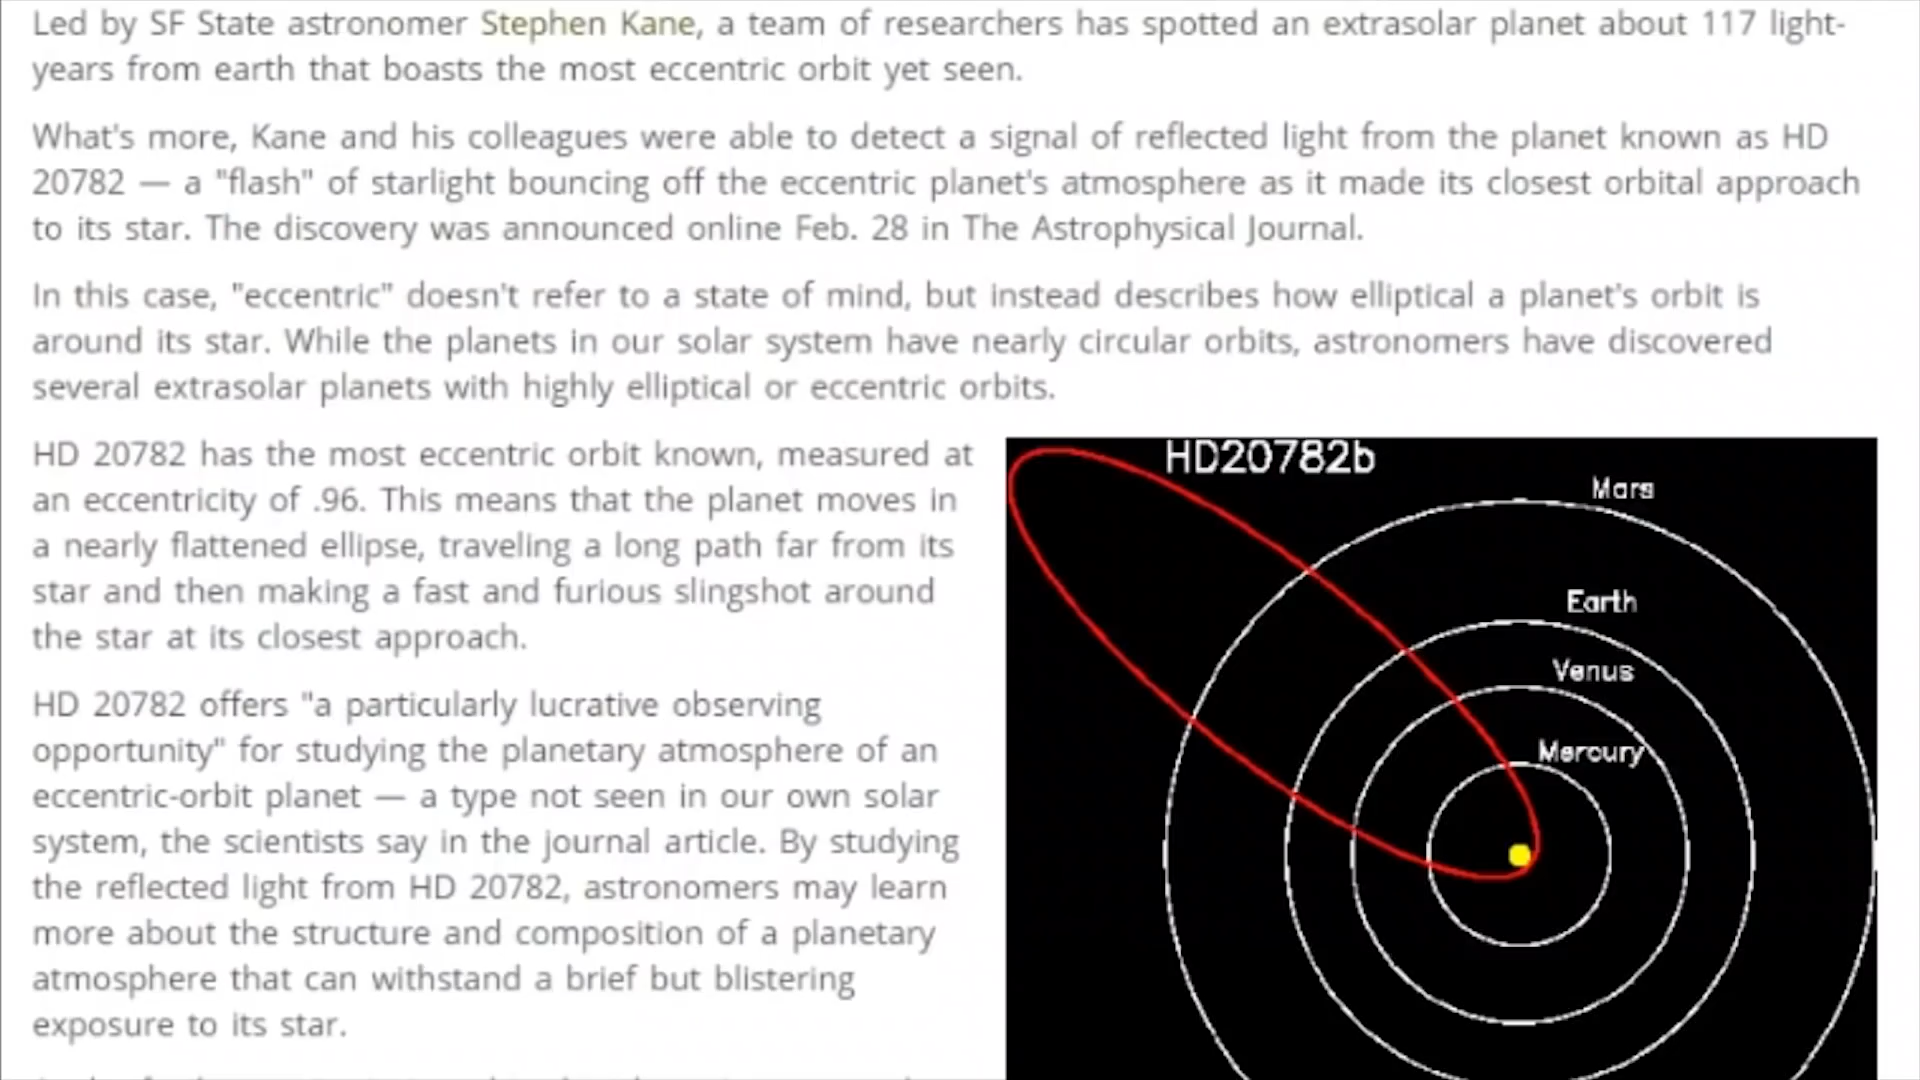 Led by SF State astronomer Stephen Kane, a team of researchers has spotted an extrasolar planet about 117 light-
years from earth that boasts the most eccentric orbit yet seen.
What's more, Kane and his colleagues were able to detect a signal of reflected light from the planet known as HD
20782 — a "flash" of starlight bouncing off the eccentric planet's atmosphere as it made its closest orbital approach
to its star. The discovery was announced online Feb. 28 in The Astrophysical Journal.
In this case, "eccentric" doesn't refer to a state of mind, but instead describes how elliptical a planet's orbit is
around its star. While the planets in our solar system have nearly circular orbits, astronomers have discovered
several extrasolar planets with highly elliptical or eccentric orbits.
HD 20782 has the most eccentric orbit known, measured at
an eccentricity of .96. This means that the planet moves in
a nearly flattened ellipse, traveling a long path far from its
star and then making a fast and furious slingshot around
the star at its closest approach.
HD 20782 offers "a particularly lucrative observing
opportunity" for studying the planetary atmosphere of an
eccentric-orbit planet — a type not seen in our own solar
system, the scientists say in the journal article. By studying
the reflected light from HD 20782, astronomers may learn
more about the structure and composition of a planetary
atmosphere that can withstand a brief but blistering
exposure to its star.
HD20782b
Mars
Earth
Venus
Mercury